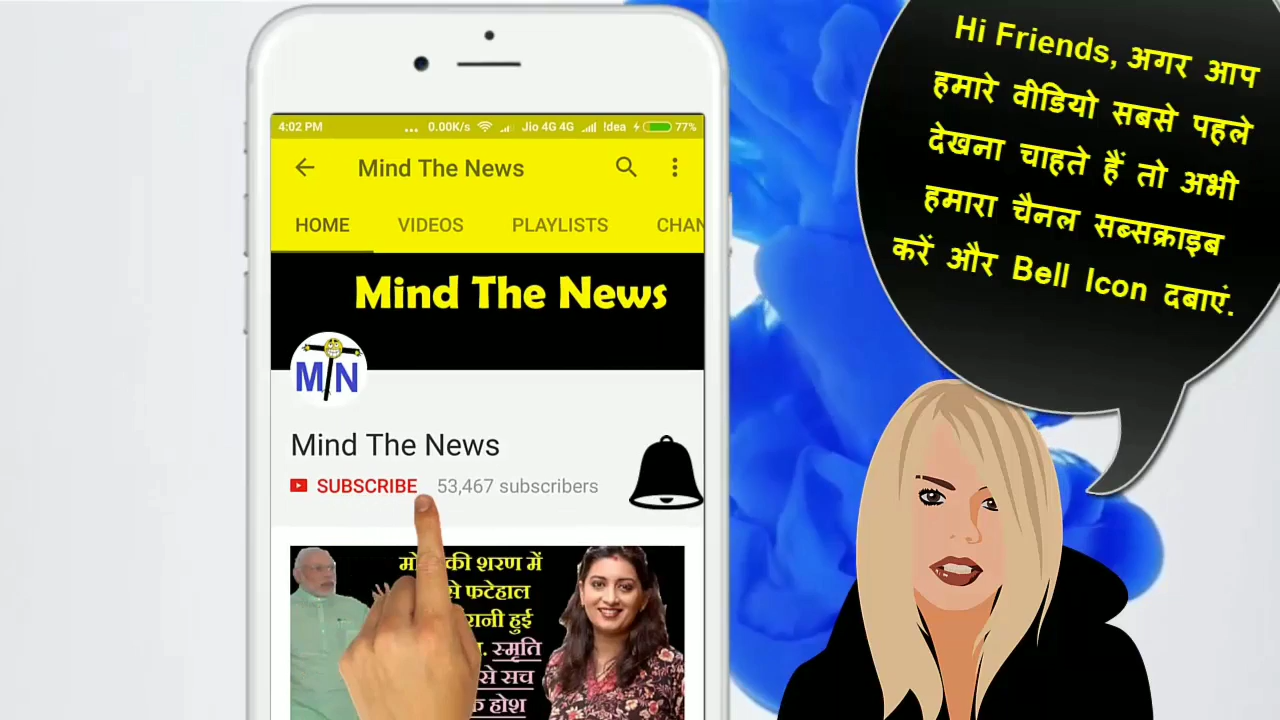 Hi Friends, अगर आप
हमारे वीडियो सबसे पहले
देखना चाहते हैं तो अभी
हमारा चैनल सब्सक्राइब
करें और Bell Icon दबाएं.
4:02 PM ... 0.00K/s Jio 4G 4G !dea 77%
Mind The News
HOME VIDEOS PLAYLISTS CHAN
Mind The News
M N
Mind The News
SUBSCRIBE 53,467 subscribers
की शरण में
से फटेहाल
रानी हुई
स्मृति
से सच
होश